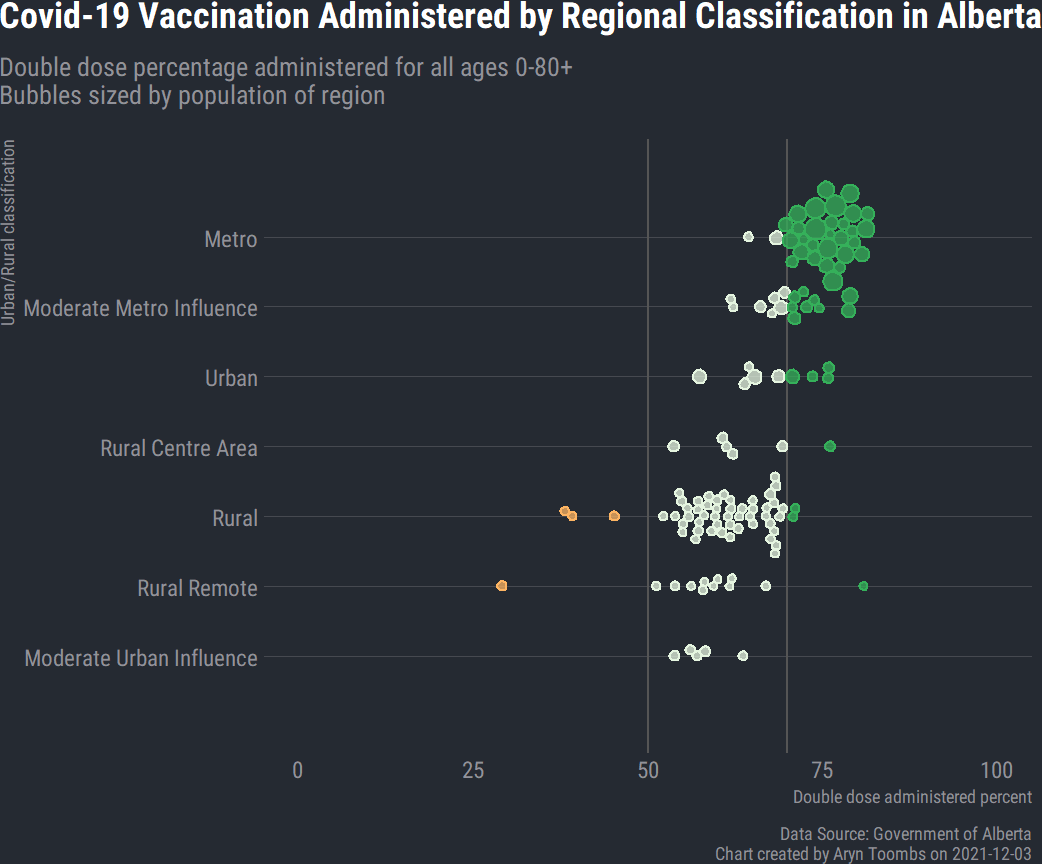 Covid-19 Vaccination Administered by Regional Classification in Alberta
Double dose percentage administered for all ages 0-80+
Bubbles sized by population of region
Urban/Rural classification
Metro
Moderate Metro Influence
Urban
Rural Centre Area
Rural
Rural Remote
Moderate Urban Influence
0 25 50 75 100
Double dose administered percent
Data Source: Government of Alberta
Chart created by Aryn Toombs on 2021-12-03